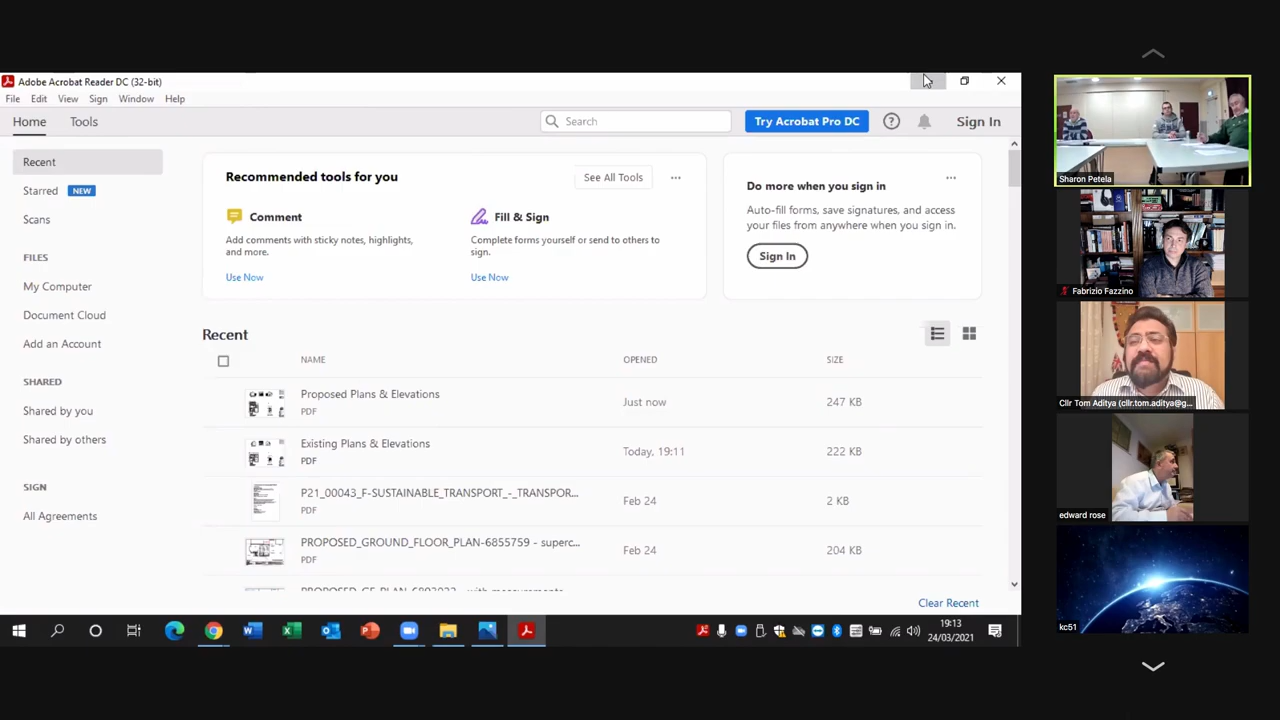 Adobe Acrobat Reader DC (32-bit)
File Edit View Sign Window Help
Home Tools
Search
Try Acrobat Pro DC
Sign In
Recent
Starred NEW
Scans
FILES
My Computer
Document Cloud
Add an Account
SHARED
Shared by you
Shared by others
SIGN
All Agreements
Recommended tools for you
See All Tools
Comment
Add comments with sticky notes, highlights,
and more.
Use Now
Fill & Sign
Complete forms yourself or send to others to
sign.
Use Now
Do more when you sign in
Auto-fill forms, save signatures, and access
your files from anywhere when you sign in.
Sign In
Recent
NAME OPENED SIZE
Proposed Plans & Elevations
PDF
Just now
247 KB
Existing Plans & Elevations
PDF
Today, 19:11
222 KB
P21_00043_F-SUSTAINABLE_TRANSPORT_-_TRANSPOR...
PDF
Feb 24
2 KB
PROPOSED_GROUND_FLOOR_PLAN-6855759 - superc...
PDF
Feb 24
204 KB
Clear Recent
19:13
24/03/2021
Sharon Petela
Fabrizio Fazzino
Cllr Tom Aditya (cllr.tom.aditya@g...
edward rose
kc51